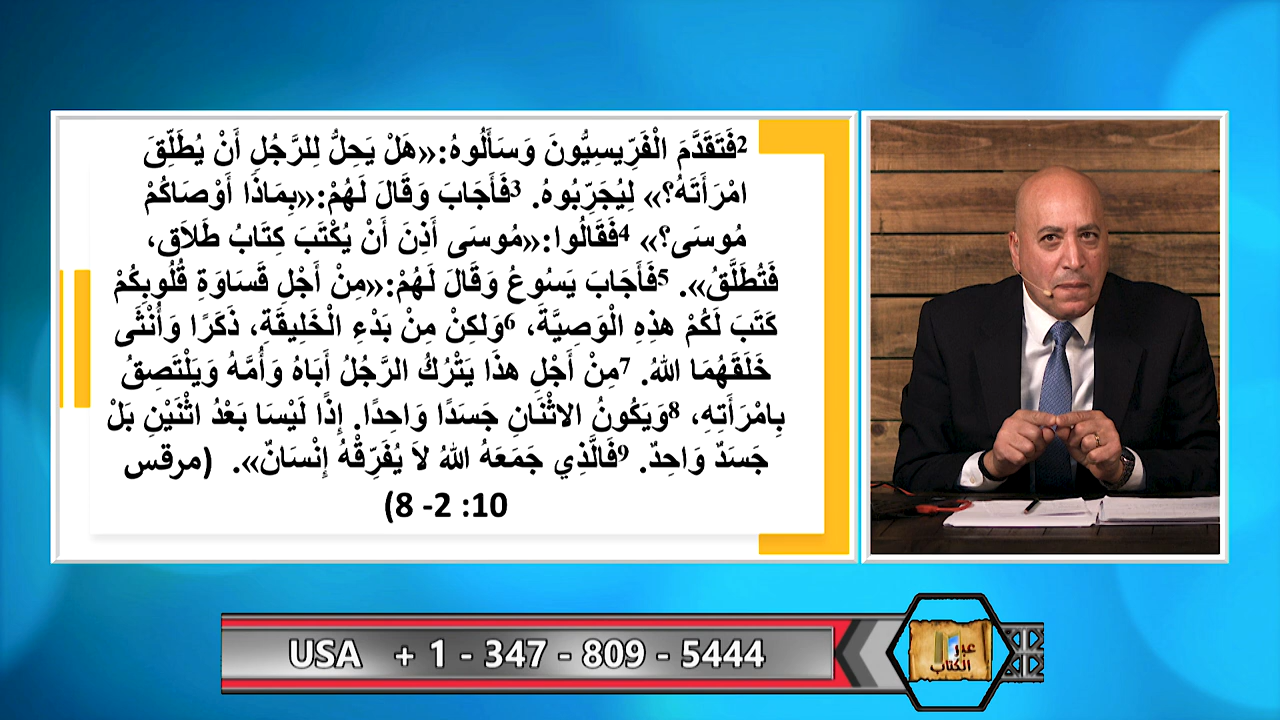 2فَتَقَدَّمَ الْفَرِّيسِيُّونَ وَسَأَلُوهُ:«هَلْ يَحِلُّ لِلرَّجُلِ أَنْ يُطَلِّقَ
امْرَأَتَهُ؟» لِيُجَرِّبُوهُ. 3فَأَجَابَ وَقَالَ لَهُمْ:«بِمَاذَا أَوْصَاكُمْ
مُوسَى؟» 4فَقَالُوا:«مُوسَى أَذِنَ أَنْ يُكْتَبَ كِتَابُ طَلاَق،
فَتُطَلَّقُ». 5فَأَجَابَ يَسُوعُ وَقَالَ لَهُمْ:«مِنْ أَجْلِ قَسَاوَةِ قُلُوبِكُمْ
كَتَبَ لَكُمْ هذِهِ الْوَصِيَّةَ، 6وَلكِنْ مِنْ بَدْءِ الْخَلِيقَةِ، ذَكَرًا وَأُنْثَى
خَلَقَهُمَا اللهُ. 7مِنْ أَجْلِ هذَا يَتْرُكُ الرَّجُلُ أَبَاهُ وَأُمَّهُ وَيَلْتَصِقُ
بِامْرَأَتِهِ، 8وَيَكُونُ الاثْنَانِ جَسَدًا وَاحِدًا. إِذًا لَيْسَا بَعْدُ اثْنَيْنِ بَلْ
جَسَدٌ وَاحِدٌ. 9فَالَّذِي جَمَعَهُ اللهُ لاَ يُفَرِّقْهُ إِنْسَانٌ». (مرقس
10: 2- 8)
USA + 1 - 347 - 809 - 5444
عبر
الكتاب